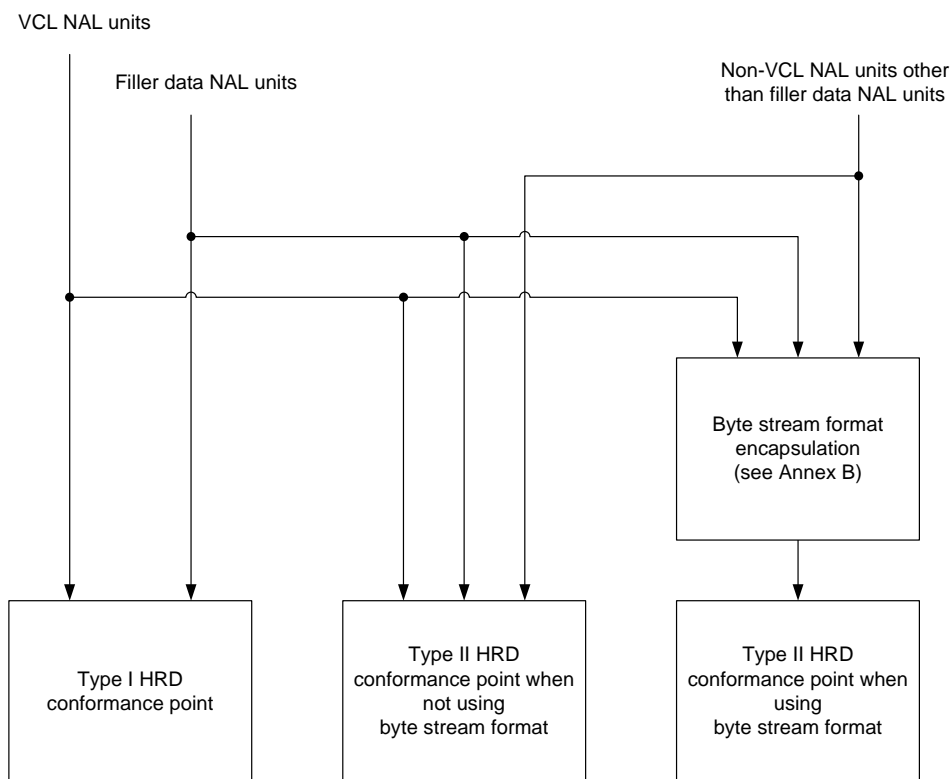 VCL NAL units
Filler data NAL units
Non-VCL NAL units other
than filler data NAL units
Byte stream format
encapsulation
(see Annex B)
Type I HRD
conformance point
Type II HRD
conformance point when
not using
byte stream format
Type II HRD
conformance point when
using
byte stream format